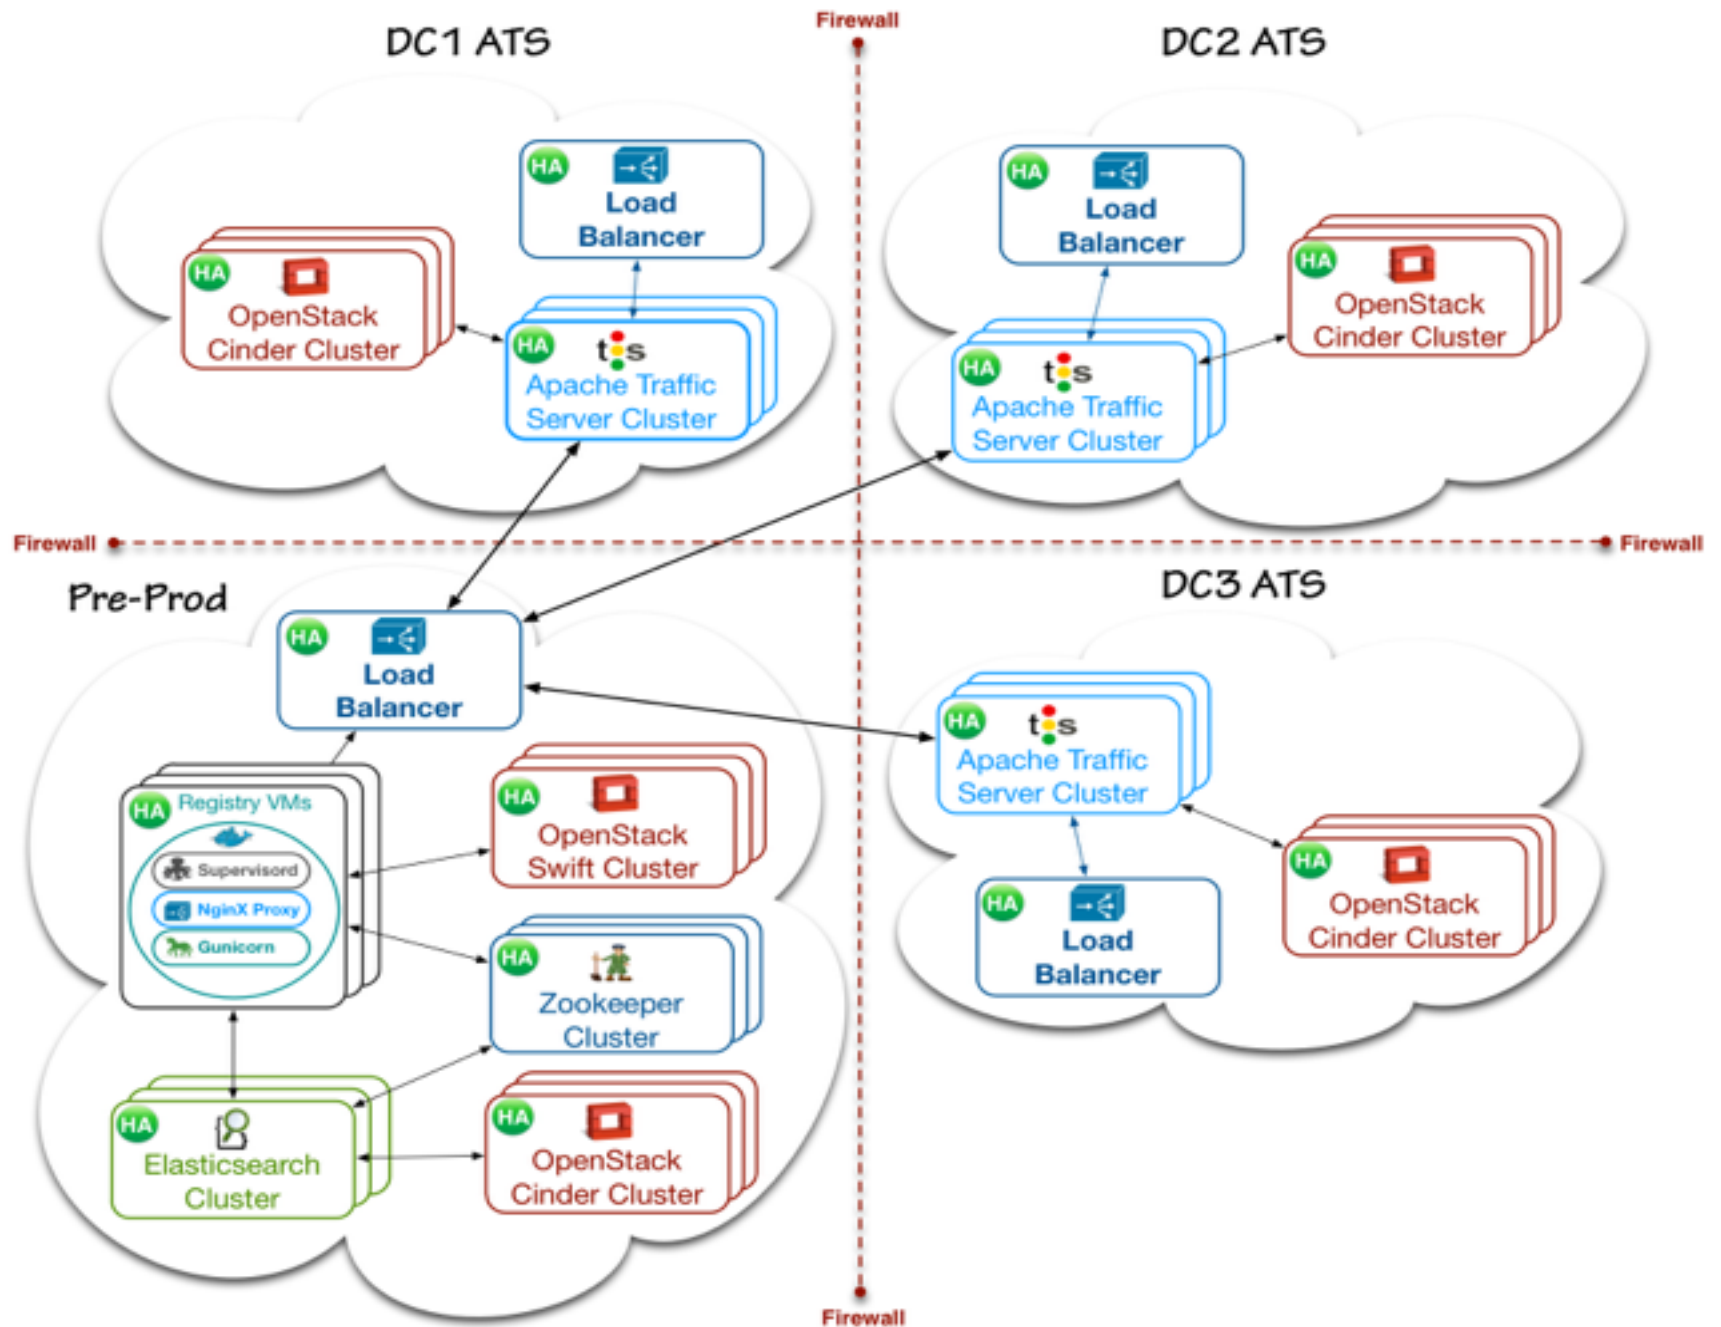 Firewall
DC1 ATS
DC2 ATS
HA
Load
Balancer
HA
OpenStack
Cinder Cluster
HA
ts
Apache Traffic
Server Cluster
HA
Load
Balancer
HA
OpenStack
Cinder Cluster
HA
ts
Apache Traffic
Server Cluster
Firewall
Firewall
Pre-Prod
HA
Load
Balancer
HA
Registry VMs
Supervisord
NginX Proxy
Gunicorn
HA
OpenStack
Swift Cluster
HA
Zookeeper
Cluster
HA
Elasticsearch
Cluster
HA
OpenStack
Cinder Cluster
DC3 ATS
HA
ts
Apache Traffic
Server Cluster
HA
OpenStack
Cinder Cluster
HA
Load
Balancer
Firewall